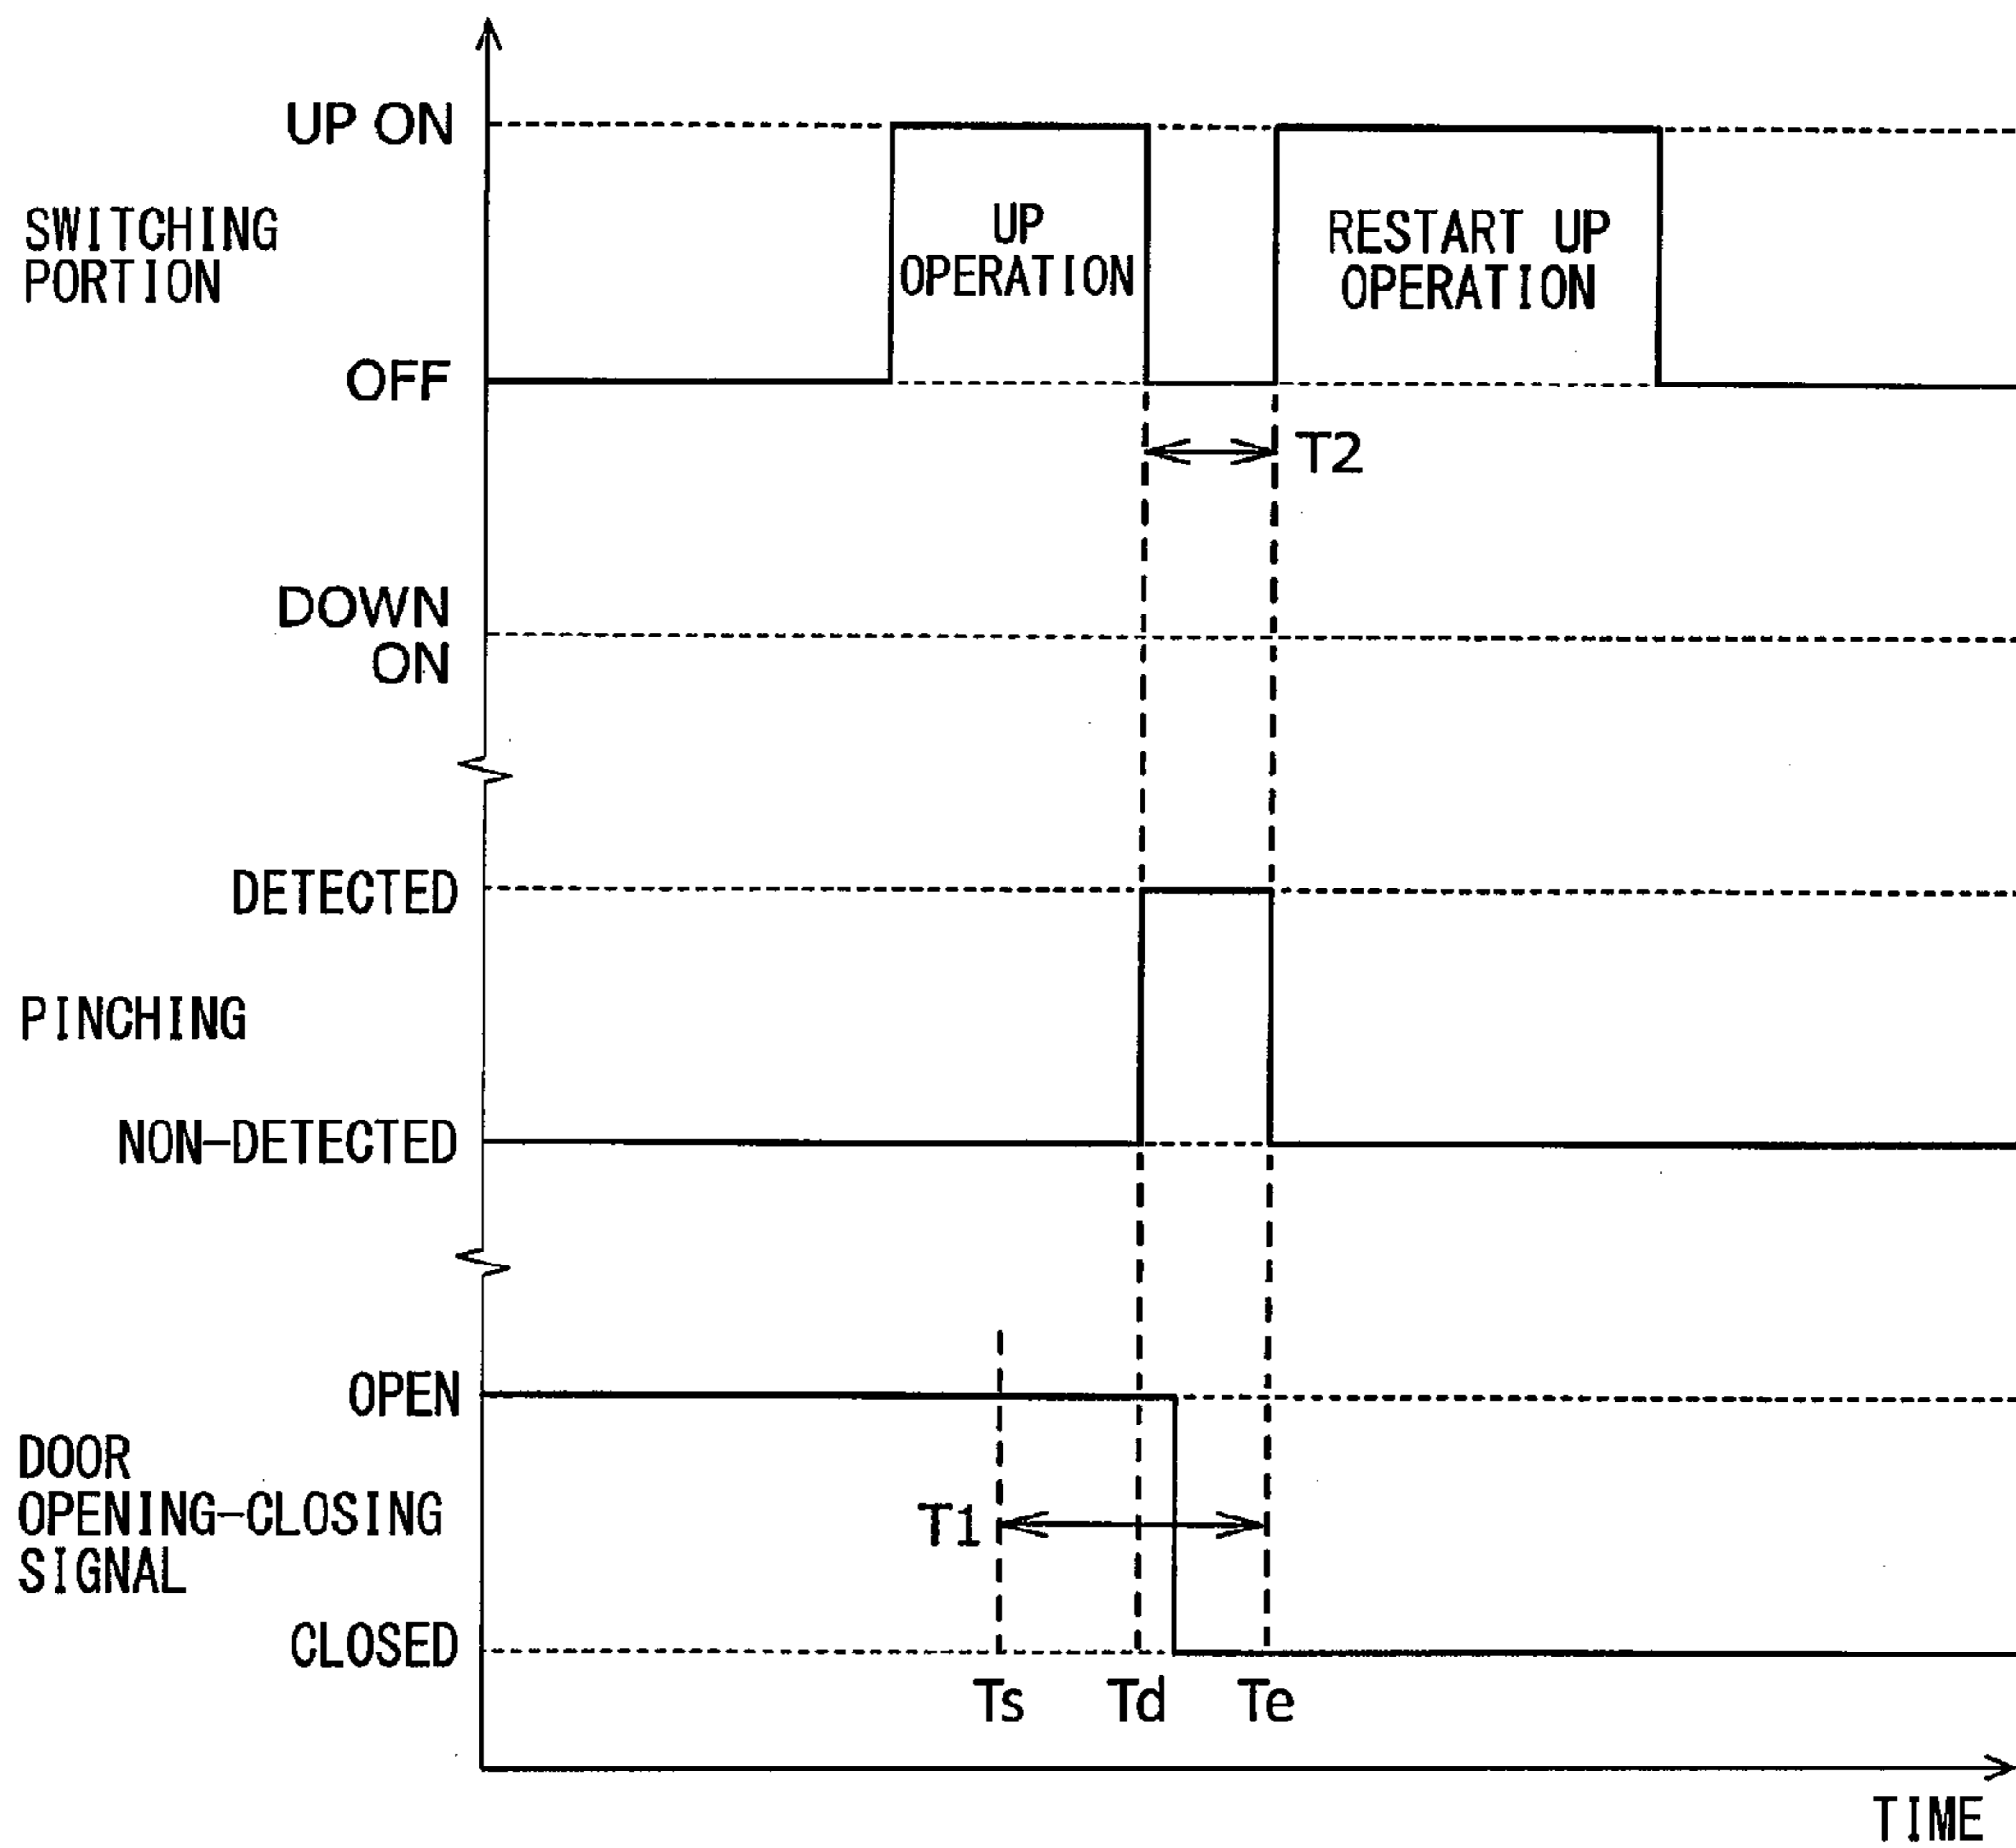 UP ON
SWITCHING
PORTION
UP
OPERATION
RESTART UP
OPERATION
OFF
T2
DOWN
ON
DETECTED
PINCHING
NON-DETECTED
OPEN
DOOR
OPENING-CLOSING
SIGNAL
T1
CLOSED
Ts
Td
Te
TIME